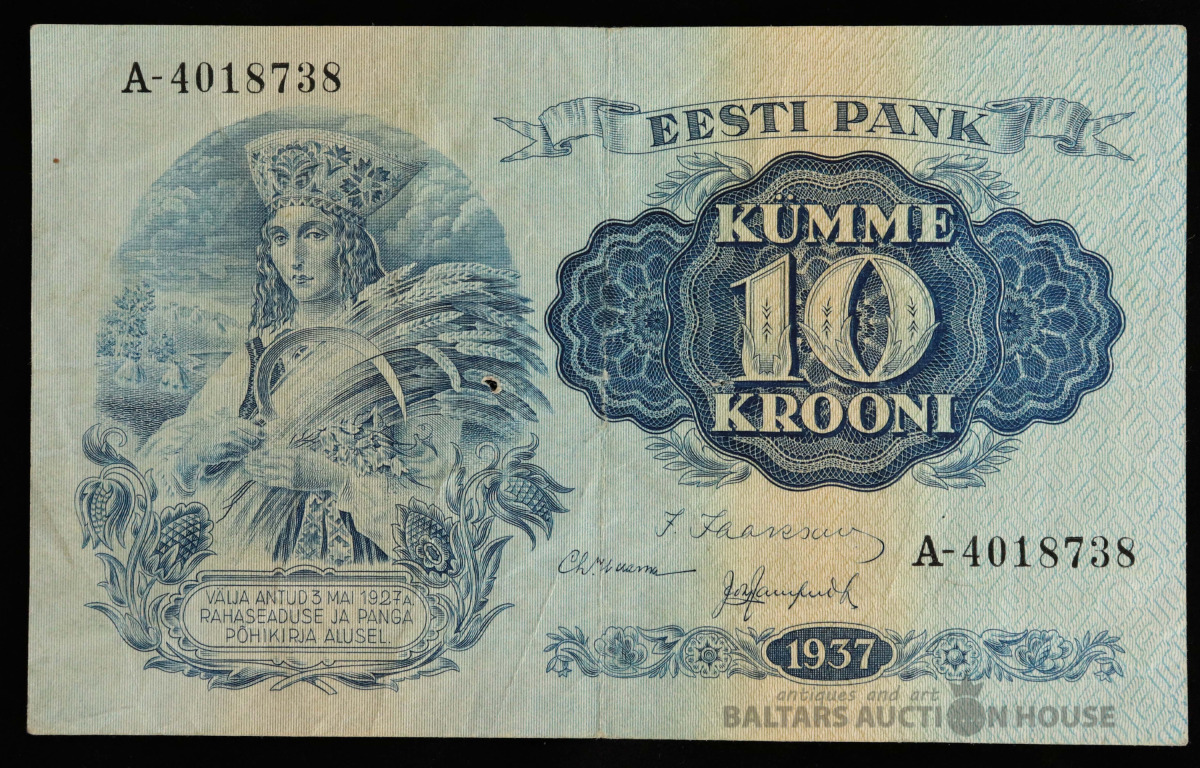 A-4018738
EESTI PANK
KÜMME
10
KROONI
A-4018738
VÄLJA ANTUD 3 MAI 1927 A.
RAHASEADUSE JA PANGA
PÕHIKIRJA ALUSEL.
1937
antiques and art
BALTARS AUCTION HOUSE